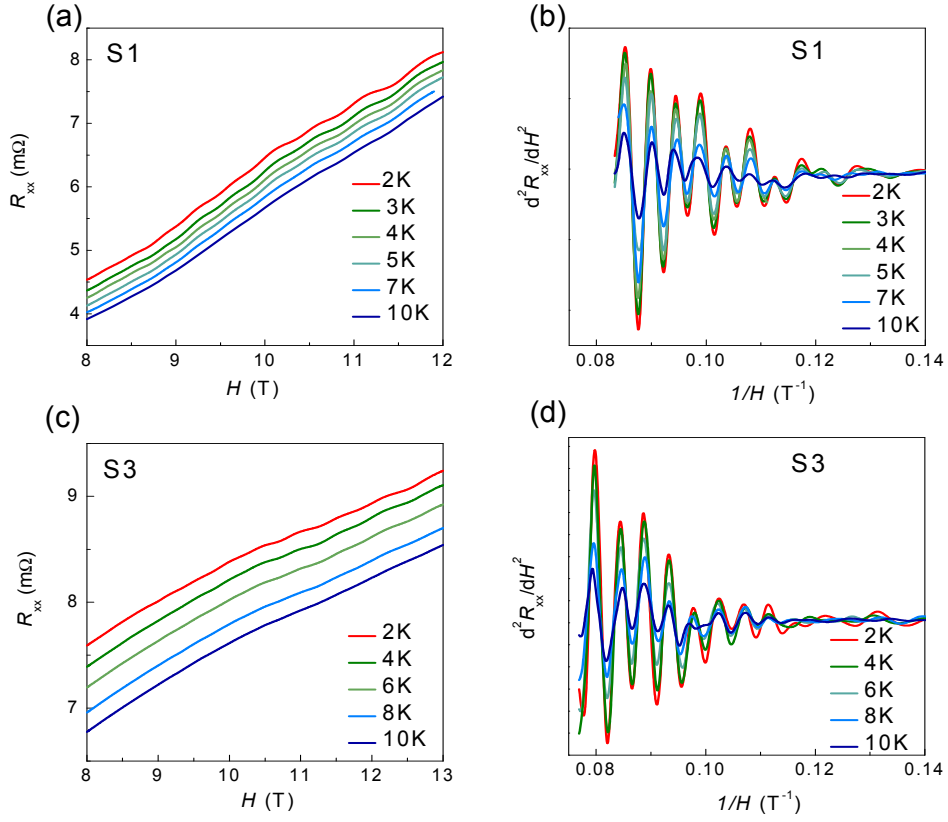 (a)
S1
8
7
6
5
4
R_xx (mΩ)
2K
3K
4K
5K
7K
10K
8 9 10 11 12
H (T)
(b)
S1
d²R_xx/dH²
2K
3K
4K
5K
7K
10K
0.08 0.10 0.12 0.14
1/H (T⁻¹)
(c)
S3
9
8
7
R_xx (mΩ)
2K
4K
6K
8K
10K
8 9 10 11 12 13
H (T)
(d)
S3
d²R_xx/dH²
2K
4K
6K
8K
10K
0.08 0.10 0.12 0.14
1/H (T⁻¹)